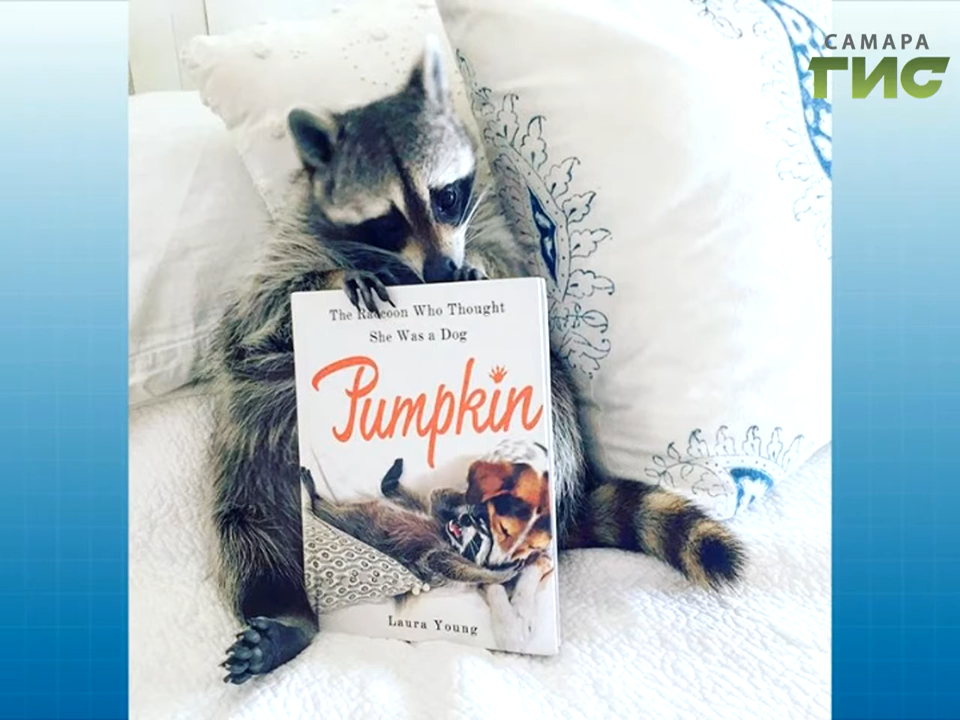 САМАРА
ГИС
The Raccoon Who Thought
She Was a Dog
Pumpkin
Laura Young